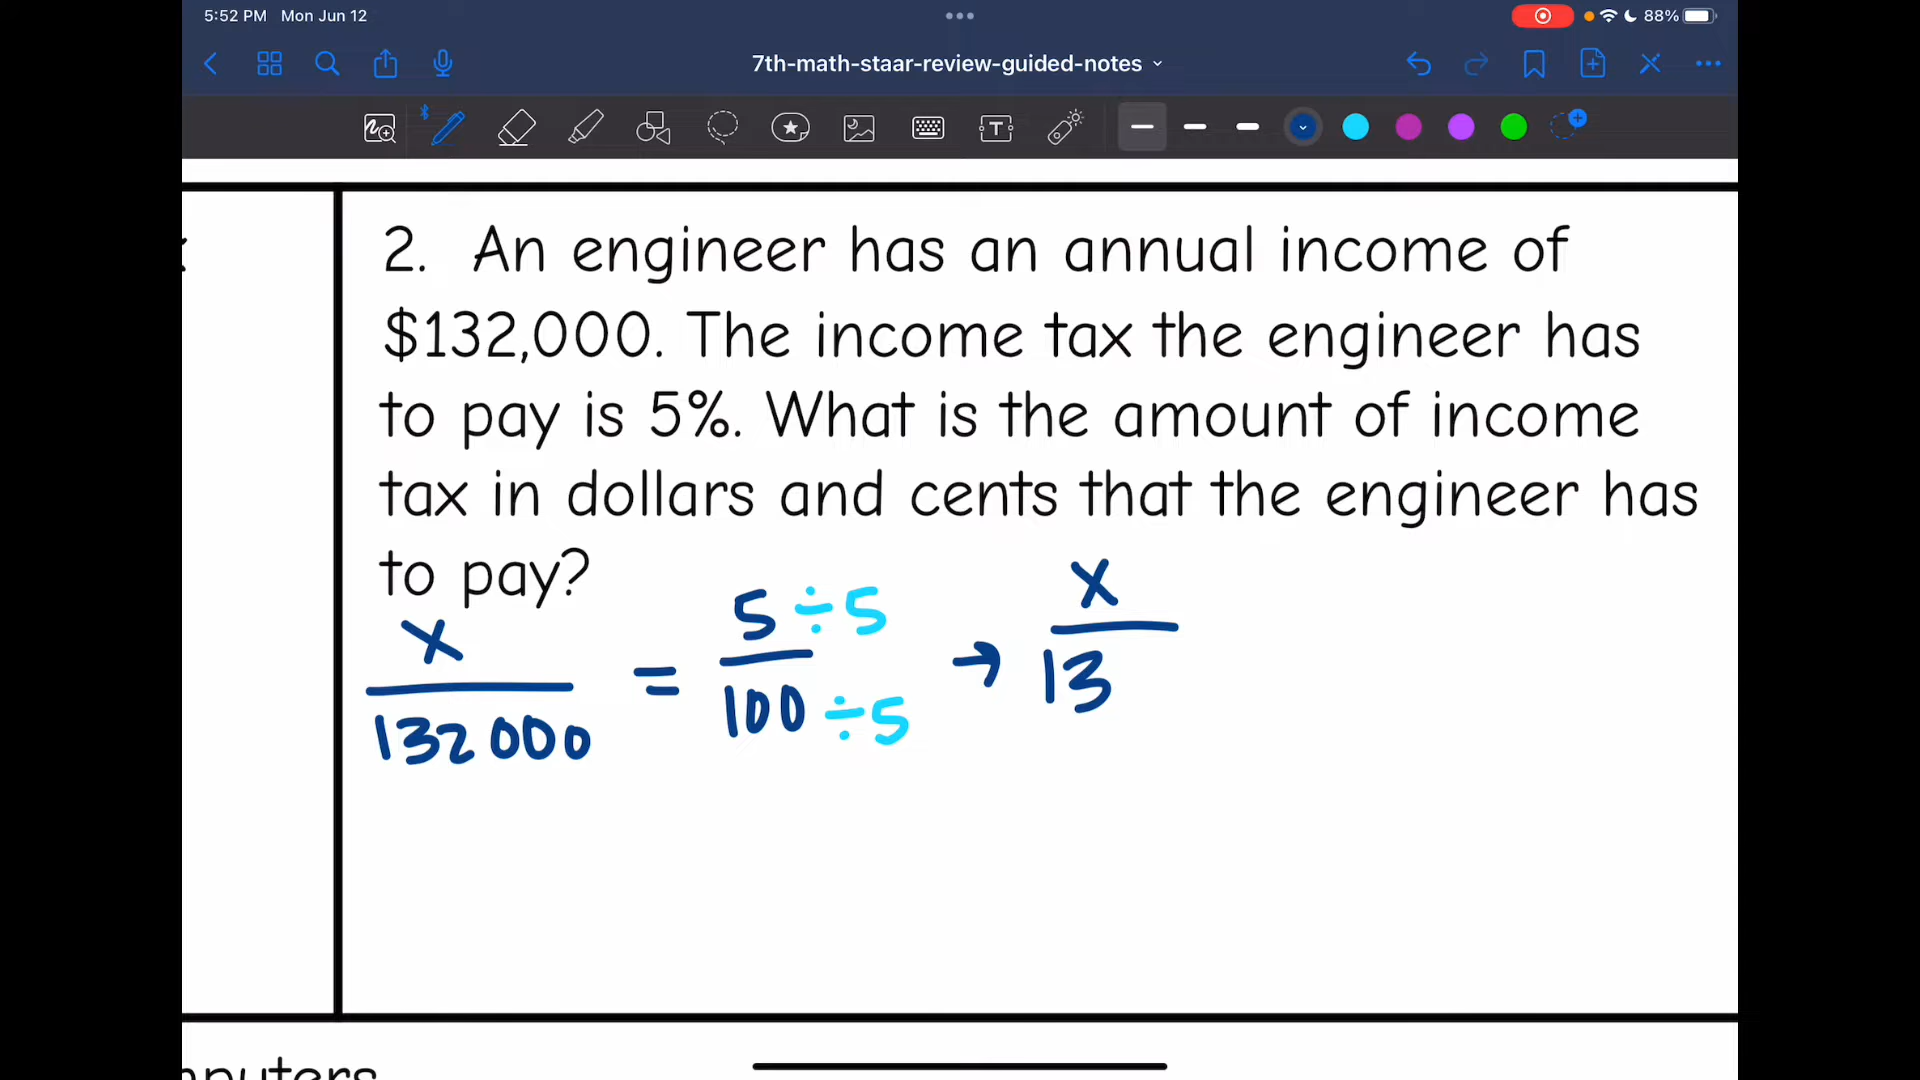 5:52 PM Mon Jun 12
88%
7th-math-staar-review-guided-notes
T
2. An engineer has an annual income of
$132,000. The income tax the engineer has
to pay is 5%. What is the amount of income
tax in dollars and cents that the engineer has
to pay?
x 5 ÷5 x
= →
132000 100 ÷5 13